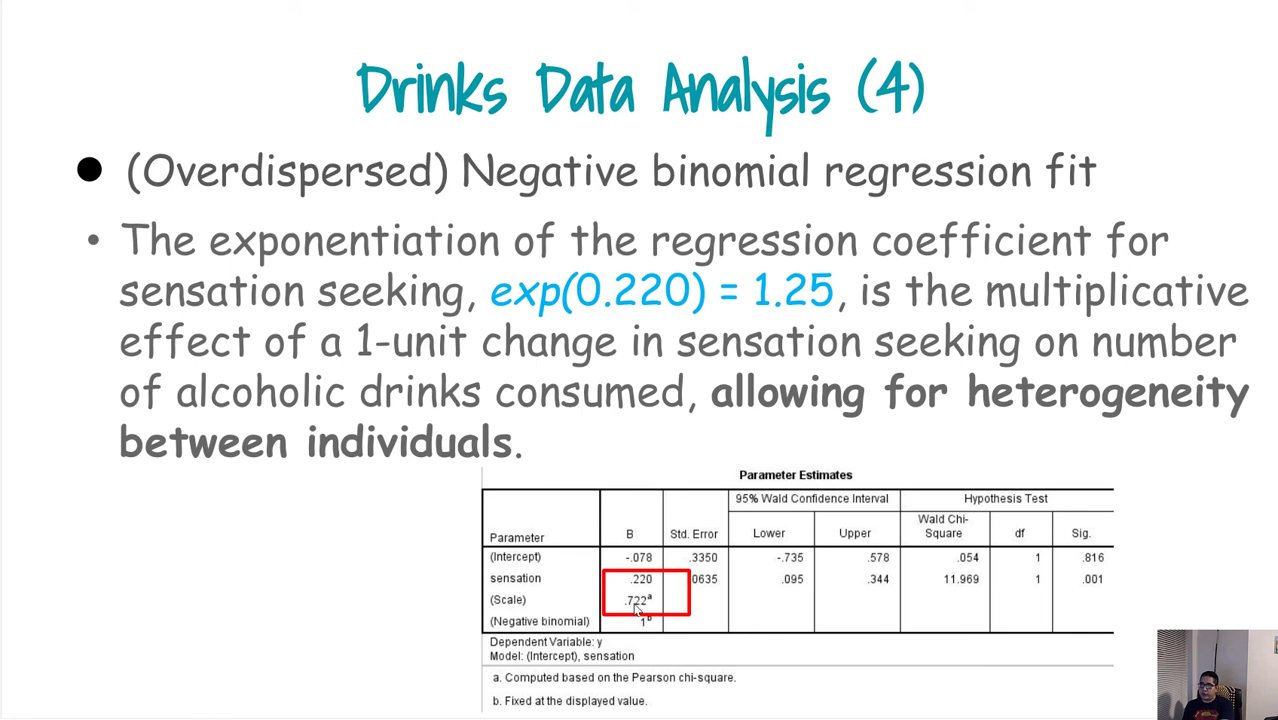 Drinks Data Analysis (4)
● (Overdispersed) Negative binomial regression fit
• The exponentiation of the regression coefficient for
sensation seeking, exp(0.220) = 1.25, is the multiplicative
effect of a 1-unit change in sensation seeking on number
of alcoholic drinks consumed, allowing for heterogeneity
between individuals.
Parameter Estimates
95% Wald Confidence Interval Hypothesis Test
Parameter B Std. Error Lower Upper Wald Chi-Square df Sig.
(Intercept) -.078 .3350 -.735 .578 .054 1 .816
sensation .220 .0635 .095 .344 11.969 1 .001
(Scale) .722ᵃ
(Negative binomial) 1ᵇ
Dependent Variable: y
Model: (Intercept), sensation
a. Computed based on the Pearson chi-square.
b. Fixed at the displayed value.